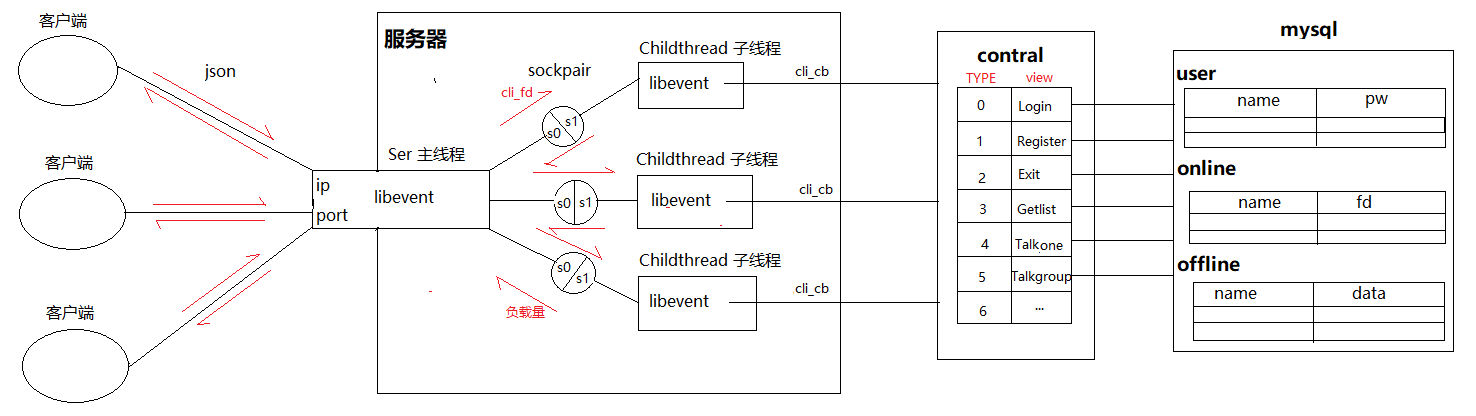 客户端
json
客户端
客户端
服务器
Ser 主线程
ip
port
libevent
sockpair
cli_fd
s0
s1
s0
s1
s0
s1
负载量
Childthread 子线程
libevent
cli_cb
Childthread 子线程
libevent
cli_cb
Childthread 子线程
libevent
cli_cb
contral
TYPE view
0 Login
1 Register
2 Exit
3 Getlist
4 Talkone
5 Talkgroup
6 ...
mysql
user
name pw
online
name fd
offline
name data